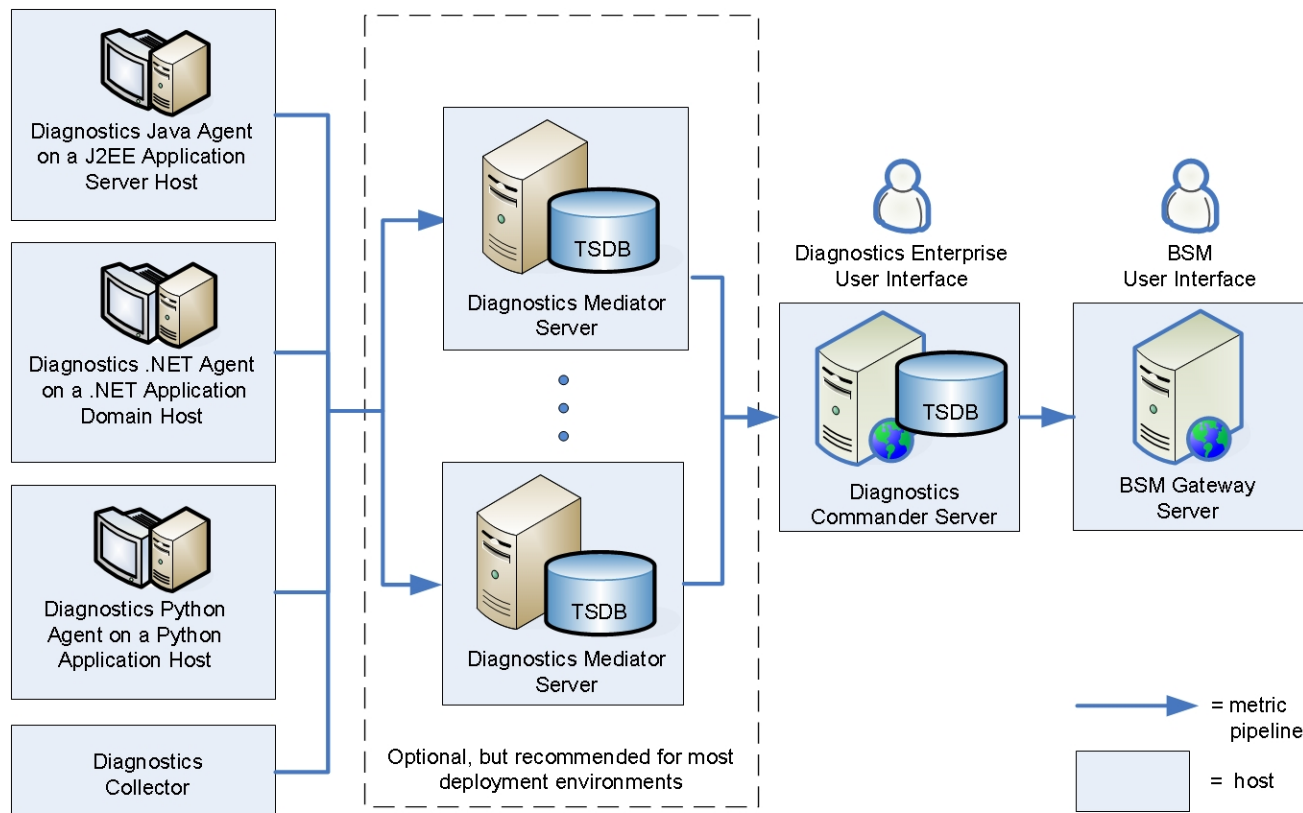 Diagnostics Java Agent
on a J2EE Application
Server Host
Diagnostics .NET Agent
on a .NET Application
Domain Host
Diagnostics Python
Agent on a Python
Application Host
Diagnostics
Collector
TSDB
Diagnostics Mediator
Server
TSDB
Diagnostics Mediator
Server
Optional, but recommended for most
deployment environments
Diagnostics Enterprise
User Interface
TSDB
Diagnostics
Commander Server
BSM
User Interface
BSM Gateway
Server
= metric
pipeline
= host